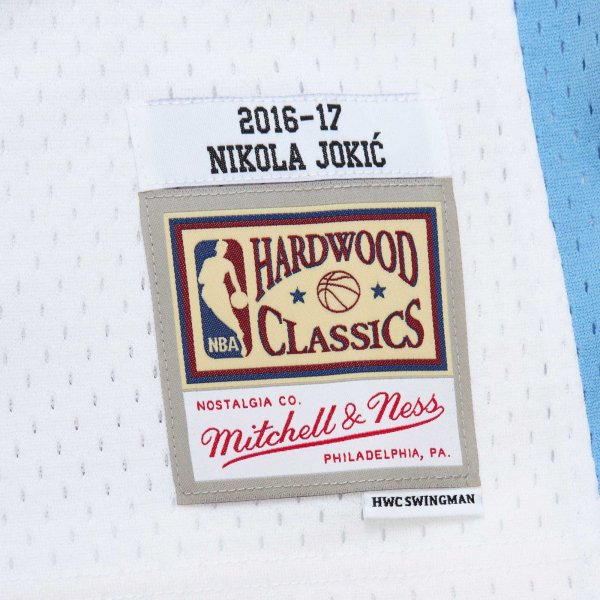 2016-17
NIKOLA JOKIĆ
HARDWOOD
NBA
CLASSICS
NOSTALGIA CO.
Mitchell & Ness
PHILADELPHIA, PA.
HWC SWINGMAN